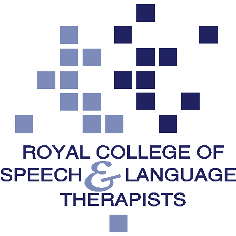 ROYAL COLLEGE OF
SPEECH & LANGUAGE
THERAPISTS